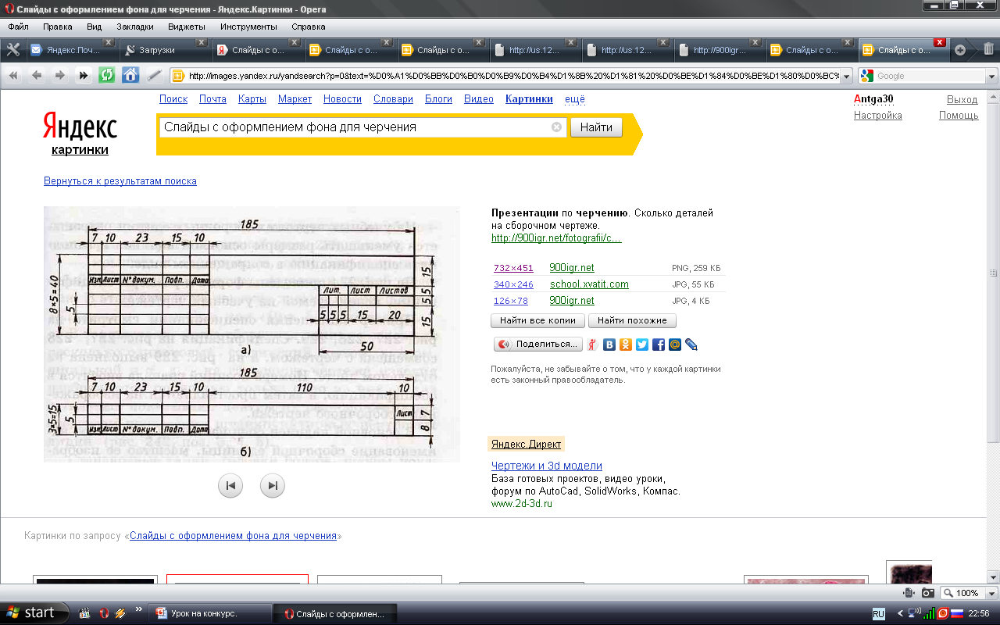 Слайды с оформлением фона для черчения - Яндекс.Картинки - Opera
Файл Правка Вид Закладки Виджеты Инструменты Справка
Яндекс.Поч... Загрузки Слайды с о... Слайды с о... Слайды с о... http://us.12... http://us.12... http://900igr... Слайды с о... Слайды с о...
http://images.yandex.ru/yandsearch?p=0&text=%D0%A1%D0%BB%D0%B0%D0%B9%D0%B4%D1%8B%20%D1%81%20%D0%BE%D1%84%D0%BE%D1%80%D0%BC% Google
Поиск Почта Карты Маркет Новости Словари Блоги Видео Картинки ещё Antga30 Выход
Настройка Помощь
Яндекс
картинки
Слайды с оформлением фона для черчения Найти
Вернуться к результатам поиска
185
7 10 23 15 10
8×5=40
5
Изм Лист № докум. Подп. Дата
15
Лит. Лист Листов
5 5
5 5 5 15 20
15
50
а)
185
7 10 23 15 10 110 10
3×5=15
5
Лист
7
8
Изм Лист № докум. Подп. Дата
б)
Презентации по черчению. Сколько деталей
на сборочном чертеже.
http://900igr.net/fotografii/c...
732×451 900igr.net PNG, 259 КБ
340×246 school.xvatit.com JPG, 55 КБ
126×78 900igr.net JPG, 4 КБ
Найти все копии Найти похожие
Поделиться...
Пожалуйста, не забывайте о том, что у каждой картинки
есть законный правообладатель.
Яндекс.Директ
Чертежи и 3d модели
База готовых проектов, видео уроки,
форум по AutoCad, SolidWorks, Компас.
www.2d-3d.ru
Картинки по запросу «Слайды с оформлением фона для черчения»
100%
start Урок на конкурс. Слайды с оформлен... RU 22:56